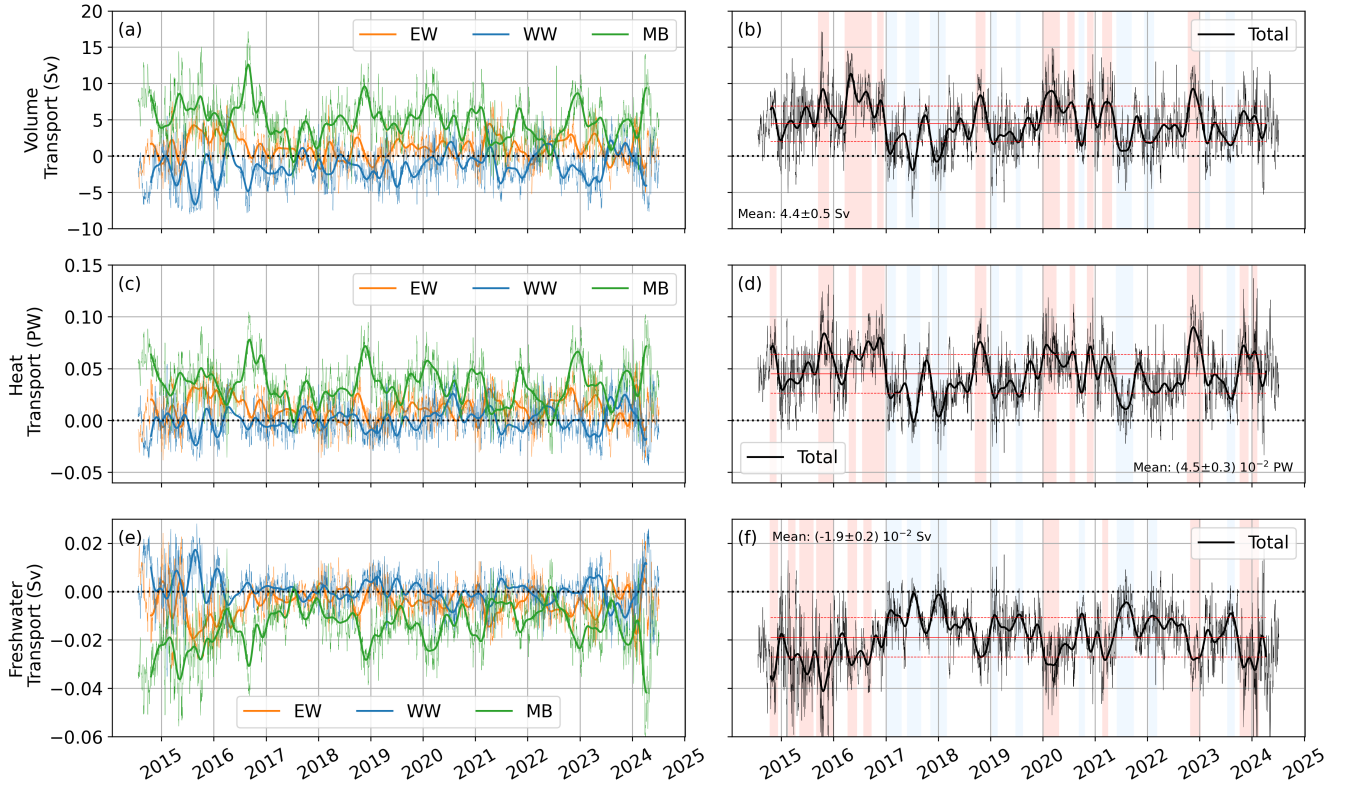 (a)
EW WW MB
20
15
10
5
0
−5
−10
Volume
Transport (Sv)
(b)
Total
Mean: 4.4±0.5 Sv
(c)
EW WW MB
0.15
0.10
0.05
0.00
−0.05
Heat
Transport (PW)
(d)
Total
Mean: (4.5±0.3) 10⁻² PW
(e)
EW WW MB
0.02
0.00
−0.02
−0.04
−0.06
Freshwater
Transport (Sv)
(f)
Mean: (-1.9±0.2) 10⁻² Sv
Total
2015 2016 2017 2018 2019 2020 2021 2022 2023 2024 2025
2015 2016 2017 2018 2019 2020 2021 2022 2023 2024 2025